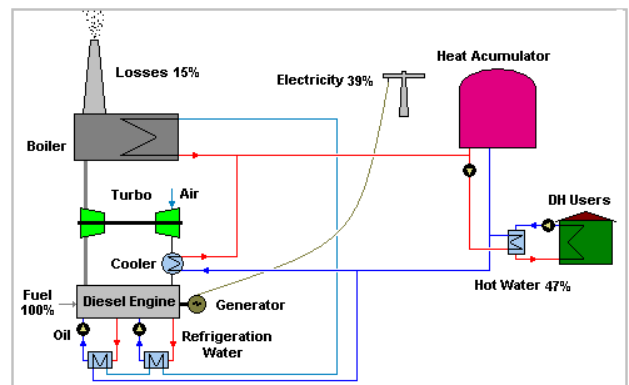 Losses 15%
Heat Acumulator
Electricity 39%
Boiler
Turbo
Air
DH Users
Cooler
Hot Water 47%
Fuel
100%
Diesel Engine
Generator
Oil
Refrigeration
Water